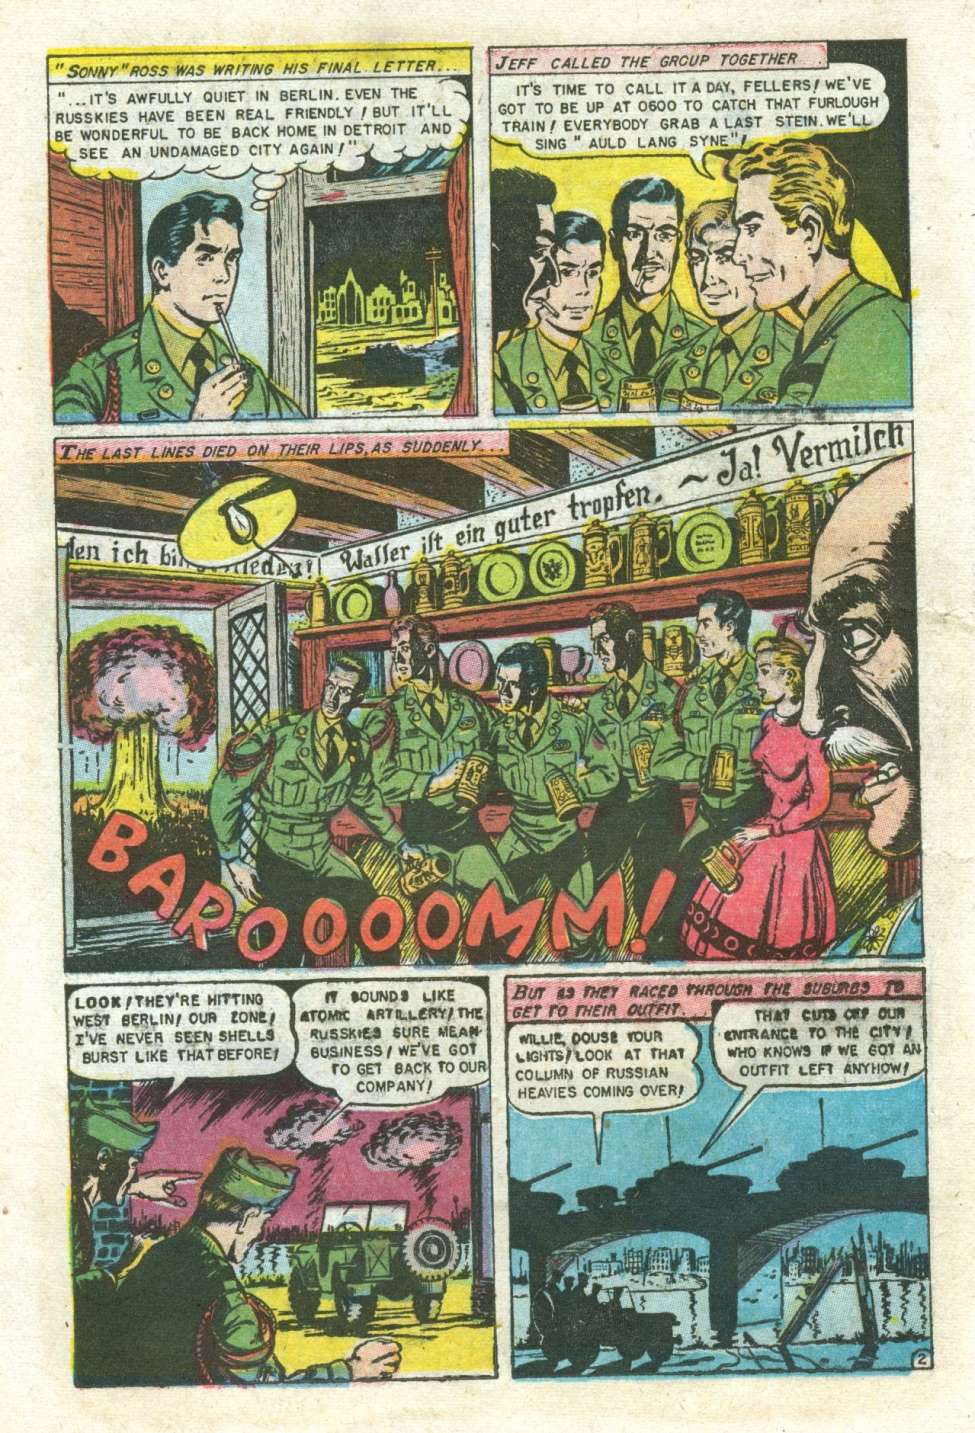 "SONNY" ROSS WAS WRITING HIS FINAL LETTER...
"...IT'S AWFULLY QUIET IN BERLIN. EVEN THE
RUSSKIES HAVE BEEN REAL FRIENDLY! BUT IT'LL
BE WONDERFUL TO BE BACK HOME IN DETROIT AND
SEE AN UNDAMAGED CITY AGAIN!"
JEFF CALLED THE GROUP TOGETHER...
IT'S TIME TO CALL IT A DAY, FELLERS! WE'VE
GOT TO BE UP AT 0600 TO CATCH THAT FURLOUGH
TRAIN! EVERYBODY GRAB A LAST STEIN. WE'LL
SING "AULD LANG SYNE"!
THE LAST LINES DIED ON THEIR LIPS, AS SUDDENLY...
den ich bin
Waller ist ein guter tropfen. ~ Ja! Vermilch
BAROOOOMM!
LOOK! THEY'RE HITTING
WEST BERLIN! OUR ZONE!
I'VE NEVER SEEN SHELLS
BURST LIKE THAT BEFORE!
IT SOUNDS LIKE
ATOMIC ARTILLERY! THE
RUSSKIES SURE MEAN
BUSINESS! WE'VE GOT
TO GET BACK TO OUR
COMPANY!
BUT AS THEY RACED THROUGH THE SUBURBS TO
GET TO THEIR OUTFIT.
WILLIE, DOUSE YOUR
LIGHTS! LOOK AT THAT
COLUMN OF RUSSIAN
HEAVIES COMING OVER!
THAT CUTS OFF OUR
ENTRANCE TO THE CITY!
WHO KNOWS IF WE GOT AN
OUTFIT LEFT ANYHOW!
2